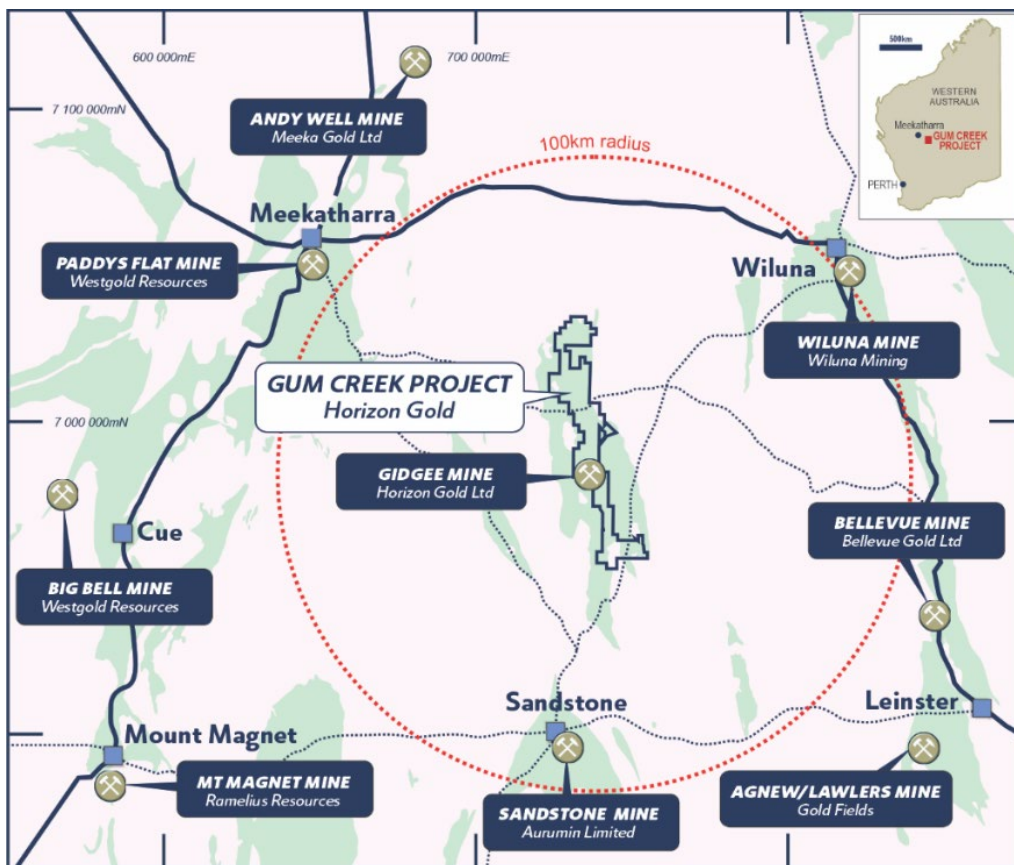 600 000mE
700 000mE
500km
WESTERN
AUSTRALIA
Meekatharra
GUM CREEK
PROJECT
PERTH
7 100 000mN
ANDY WELL MINE
Meeka Gold Ltd
100km radius
Meekatharra
PADDYS FLAT MINE
Westgold Resources
Wiluna
WILUNA MINE
Wiluna Mining
GUM CREEK PROJECT
Horizon Gold
7 000 000mN
GIDGEE MINE
Horizon Gold Ltd
Cue
BELLEVUE MINE
Bellevue Gold Ltd
BIG BELL MINE
Westgold Resources
Sandstone
Leinster
Mount Magnet
MT MAGNET MINE
Ramelius Resources
SANDSTONE MINE
Aurumin Limited
AGNEW/LAWLERS MINE
Gold Fields